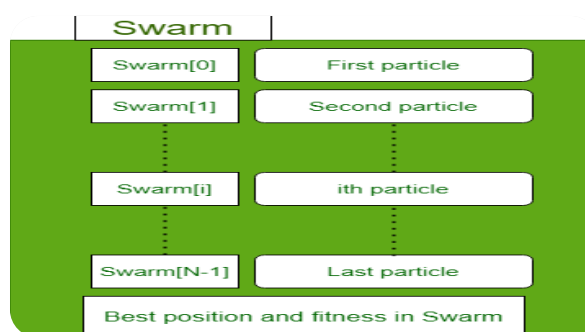 Swarm
Swarm[0] First particle
Swarm[1] Second particle
Swarm[i] ith particle
Swarm[N-1] Last particle
Best position and fitness in Swarm